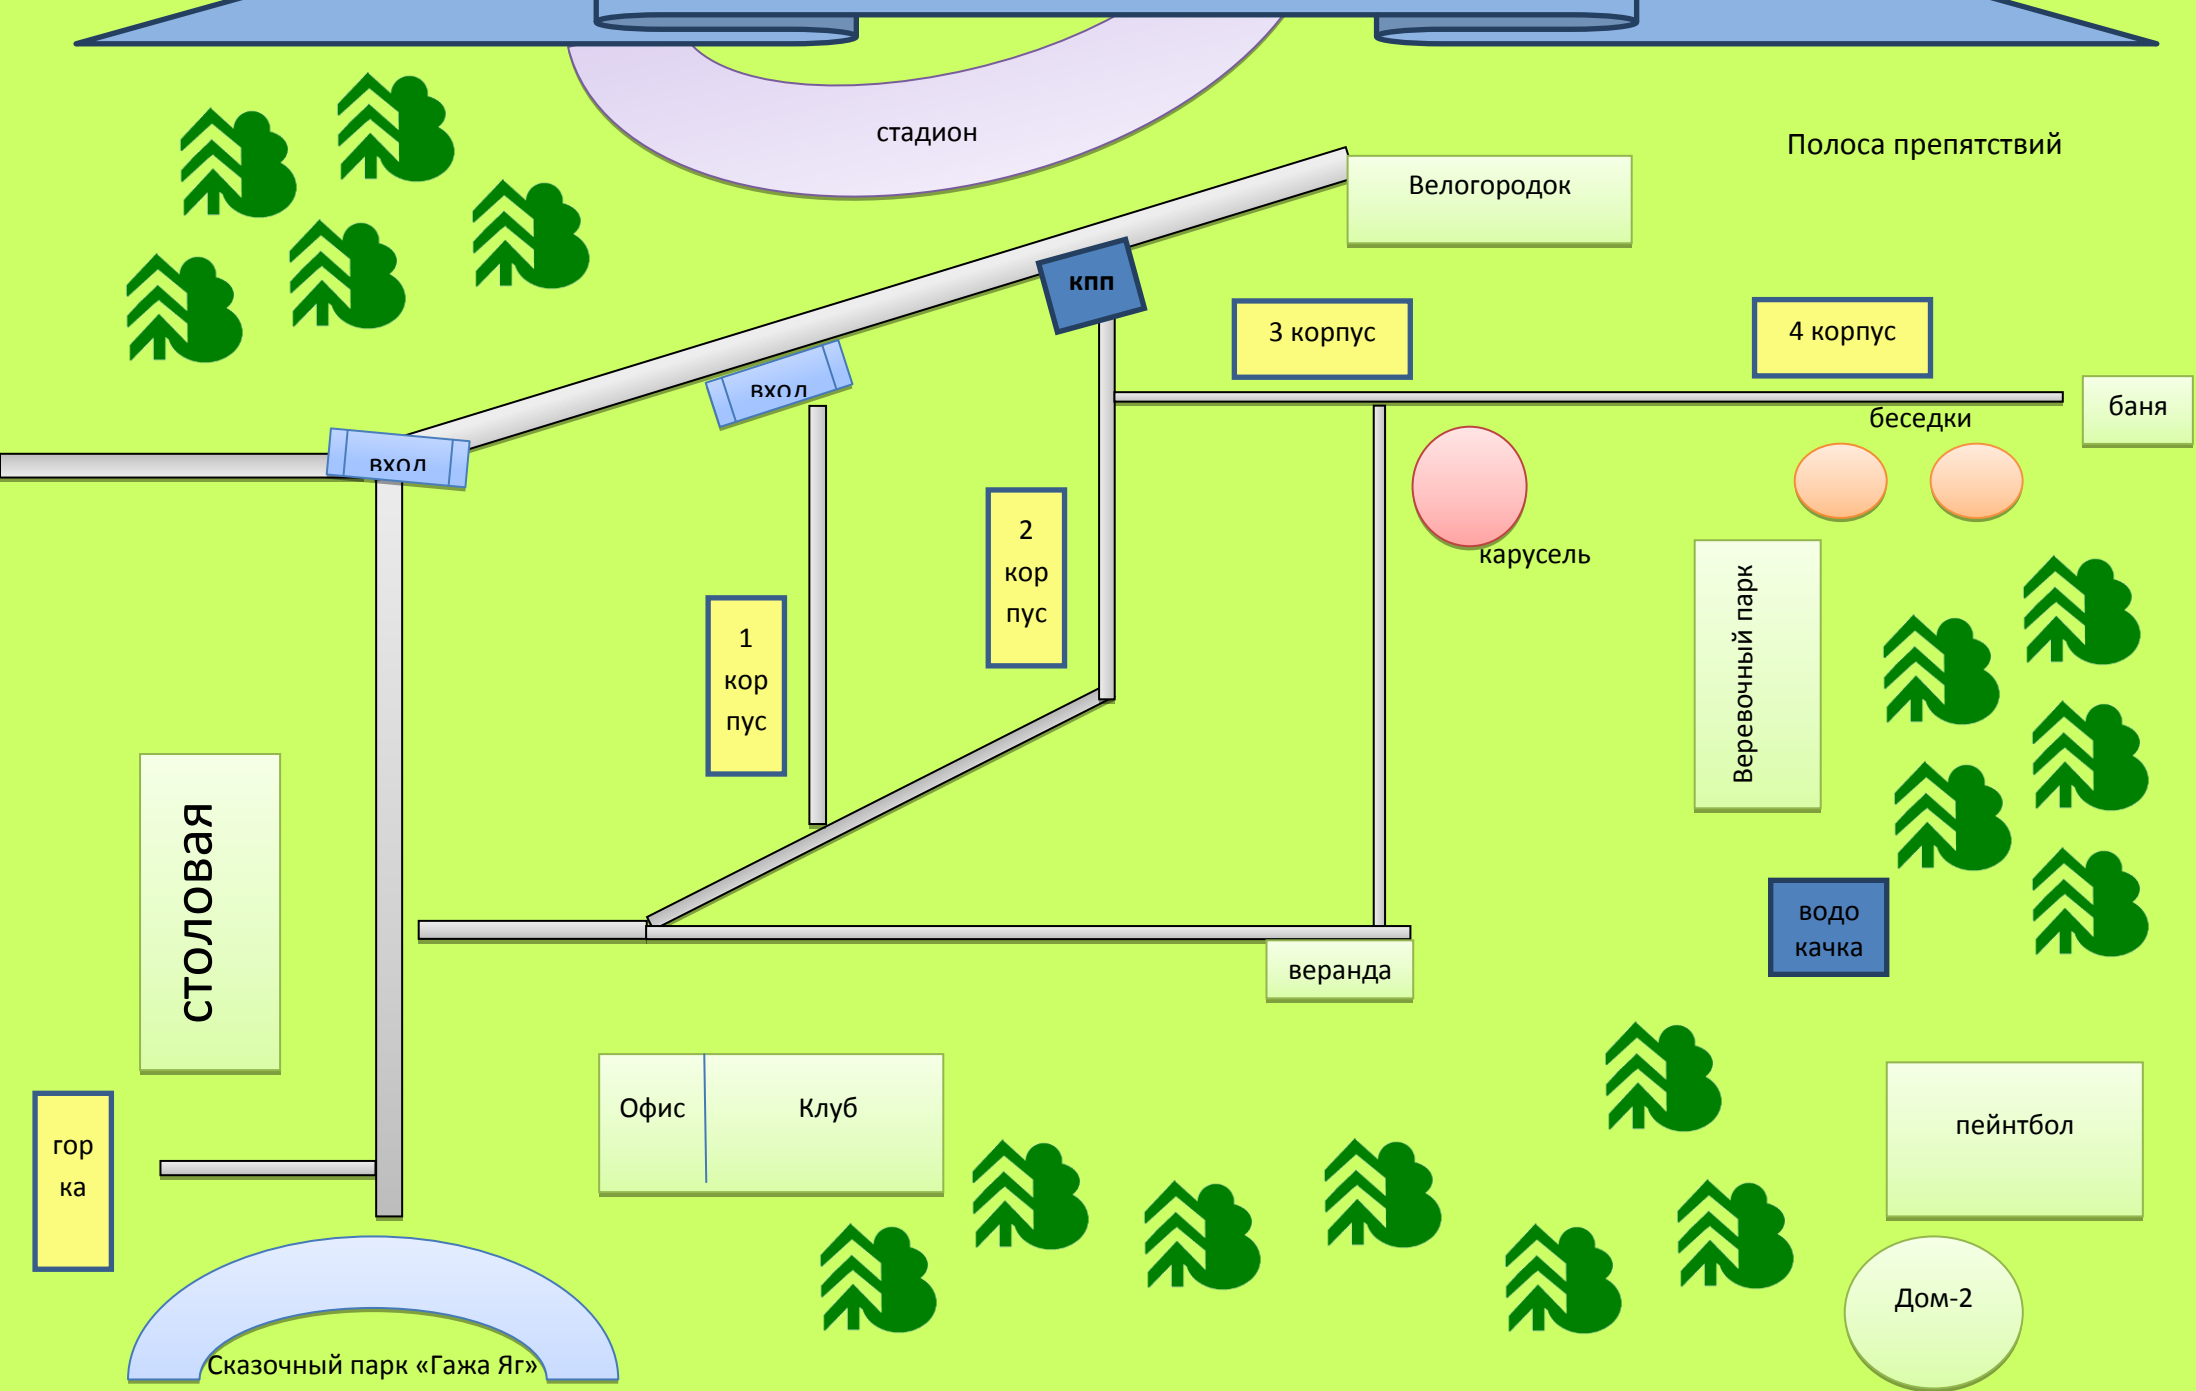 стадион
Полоса препятствий
Велогородок
кпп
3 корпус
4 корпус
вход
баня
беседки
вход
2
кор
пус
карусель
Веревочный парк
1
кор
пус
столовая
водо
качка
веранда
Офис
Клуб
пейнтбол
гор
ка
Дом-2
Сказочный парк «Гажа Яг»